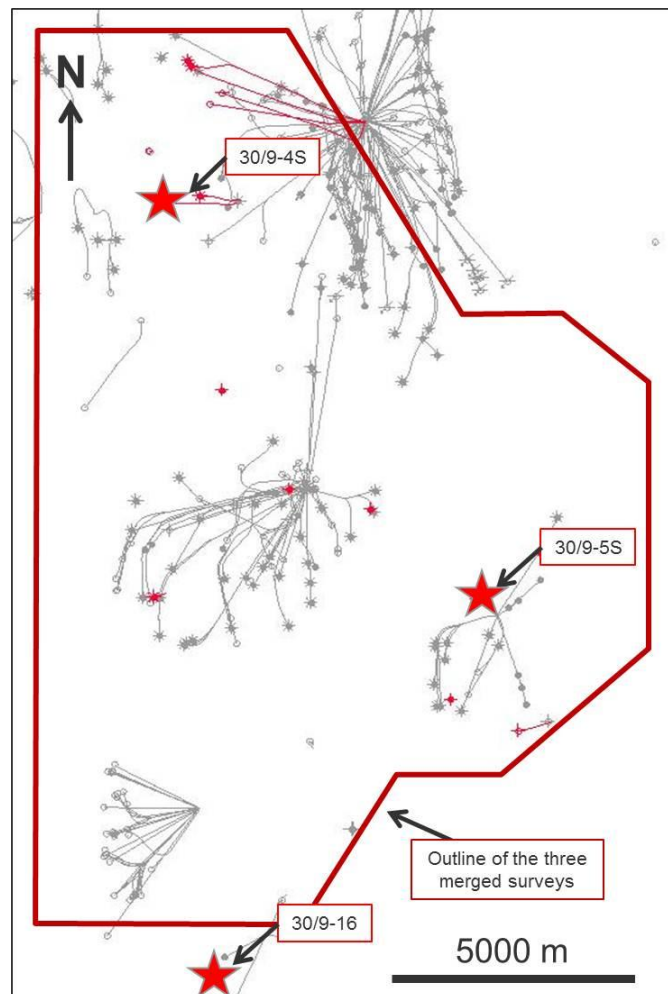 N
30/9-4S
30/9-5S
Outline of the three
merged surveys
30/9-16
5000 m